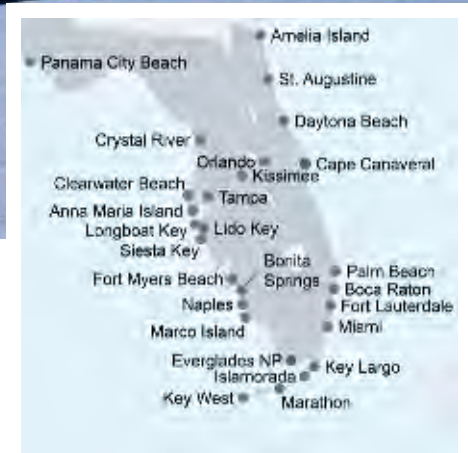 Amelia Island
Panama City Beach
St. Augustine
Daytona Beach
Crystal River
Orlando
Cape Canaveral
Kissimee
Clearwater Beach
Tampa
Anna Maria Island
Longboat Key
Lido Key
Siesta Key
Bonita
Springs
Fort Myers Beach
Palm Beach
Boca Raton
Naples
Fort Lauterdale
Marco Island
Miami
Everglades NP
Key Largo
Islamorada
Key West
Marathon